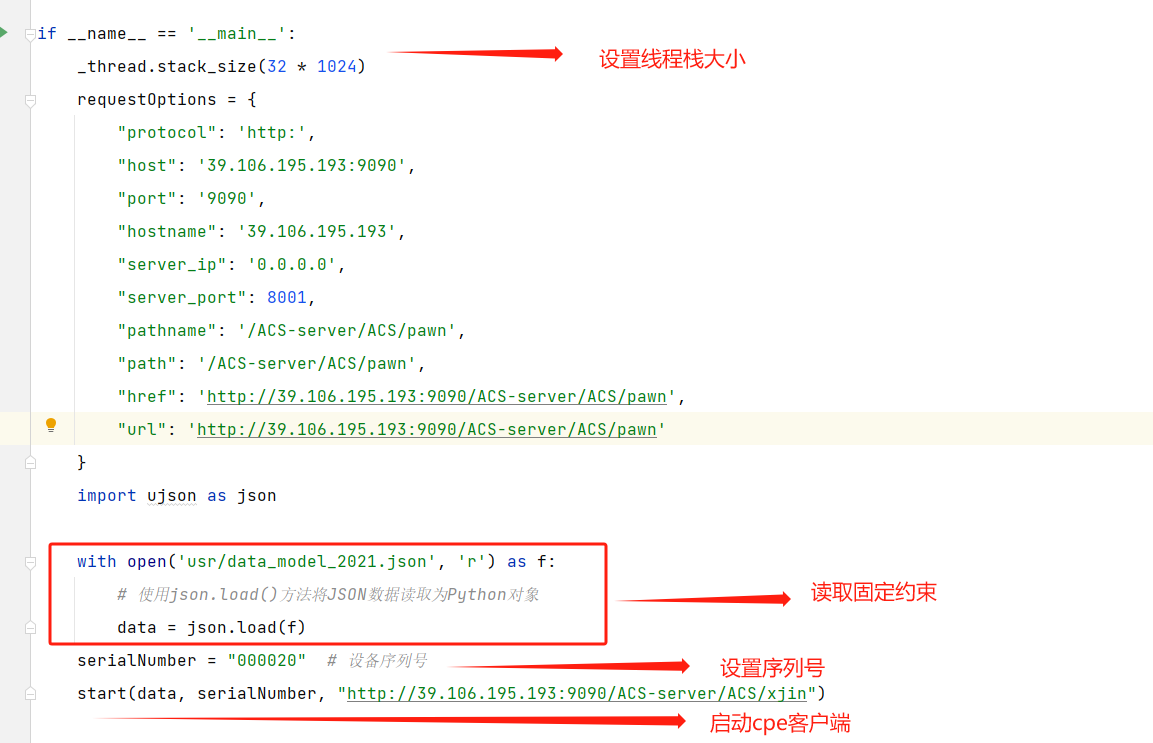 if __name__ == '__main__':
设置线程栈大小
_thread.stack_size(32 * 1024)
requestOptions = {
"protocol": 'http:',
"host": '39.106.195.193:9090',
"port": '9090',
"hostname": '39.106.195.193',
"server_ip": '0.0.0.0',
"server_port": 8001,
"pathname": '/ACS-server/ACS/pawn',
"path": '/ACS-server/ACS/pawn',
"href": 'http://39.106.195.193:9090/ACS-server/ACS/pawn',
"url": 'http://39.106.195.193:9090/ACS-server/ACS/pawn'
}
import ujson as json
with open('usr/data_model_2021.json', 'r') as f:
# 使用json.load()方法将JSON数据读取为Python对象
读取固定约束
data = json.load(f)
serialNumber = "000020" # 设备序列号
设置序列号
start(data, serialNumber, "http://39.106.195.193:9090/ACS-server/ACS/xjin")
启动cpe客户端